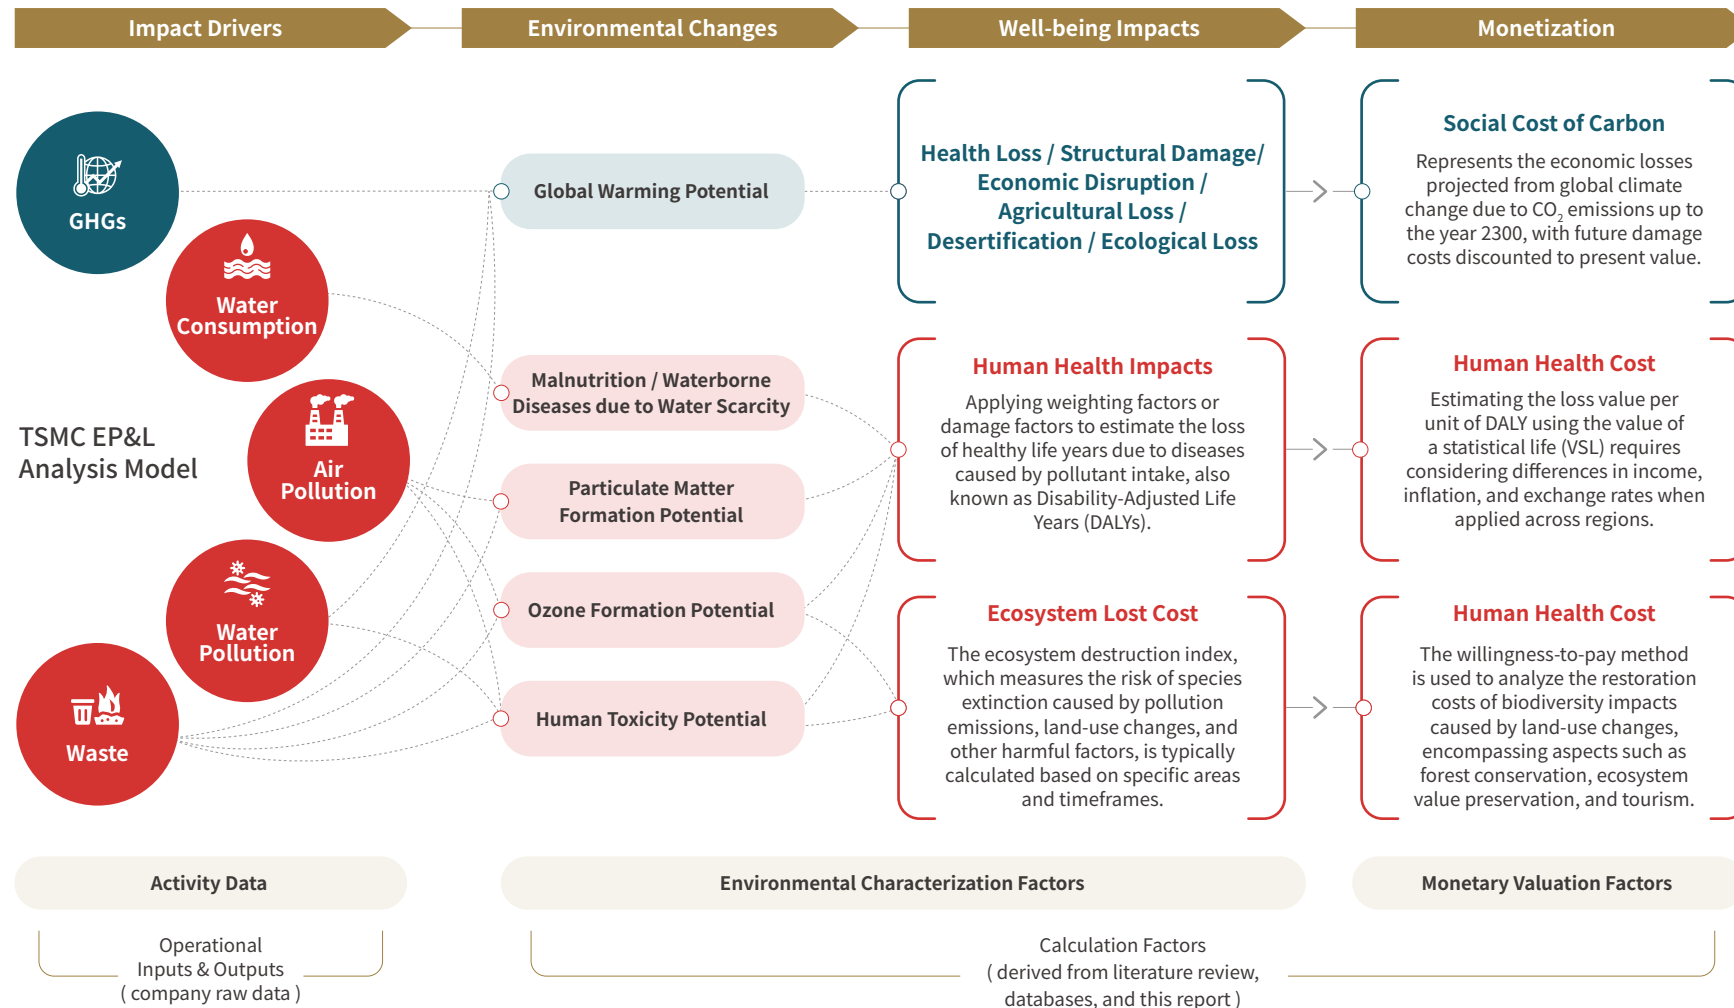 Impact Drivers
Environmental Changes
Well-being Impacts
Monetization
TSMC EP&L
Analysis Model
GHGs
Water
Consumption
Air
Pollution
Water
Pollution
Waste
Global Warming Potential
Malnutrition / Waterborne
Diseases due to Water Scarcity
Particulate Matter
Formation Potential
Ozone Formation Potential
Human Toxicity Potential
Health Loss / Structural Damage/
Economic Disruption /
Agricultural Loss /
Desertification / Ecological Loss
Human Health Impacts
Applying weighting factors or
damage factors to estimate the loss
of healthy life years due to diseases
caused by pollutant intake, also
known as Disability-Adjusted Life
Years (DALYs).
Ecosystem Lost Cost
The ecosystem destruction index,
which measures the risk of species
extinction caused by pollution
emissions, land-use changes, and
other harmful factors, is typically
calculated based on specific areas
and timeframes.
Social Cost of Carbon
Represents the economic losses
projected from global climate
change due to CO₂ emissions up to
the year 2300, with future damage
costs discounted to present value.
Human Health Cost
Estimating the loss value per
unit of DALY using the value of
a statistical life (VSL) requires
considering differences in income,
inflation, and exchange rates when
applied across regions.
Human Health Cost
The willingness-to-pay method
is used to analyze the restoration
costs of biodiversity impacts
caused by land-use changes,
encompassing aspects such as
forest conservation, ecosystem
value preservation, and tourism.
Activity Data
Environmental Characterization Factors
Monetary Valuation Factors
Operational
Inputs & Outputs
( company raw data )
Calculation Factors
( derived from literature review,
databases, and this report )